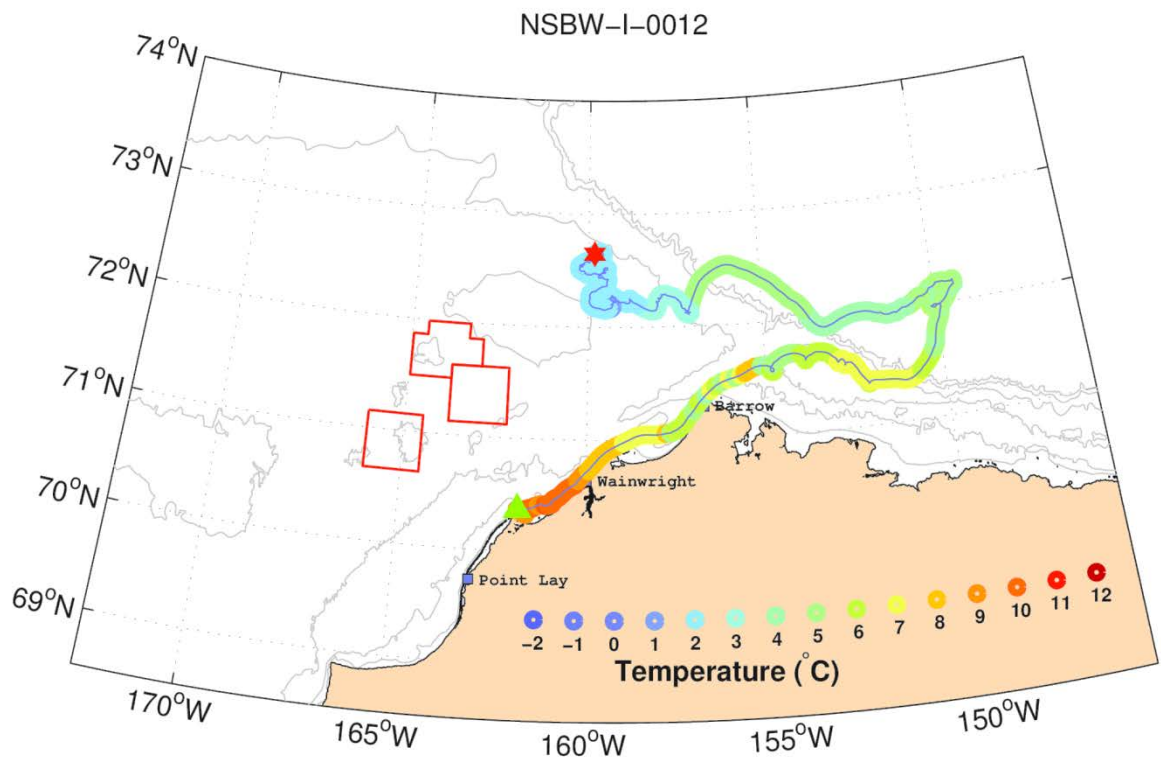 NSBW-I-0012
74°N
73°N
72°N
71°N
70°N
69°N
Barrow
Wainwright
Point Lay
-2 -1 0 1 2 3 4 5 6 7 8 9 10 11 12
Temperature (°C)
170°W 165°W 160°W 155°W 150°W